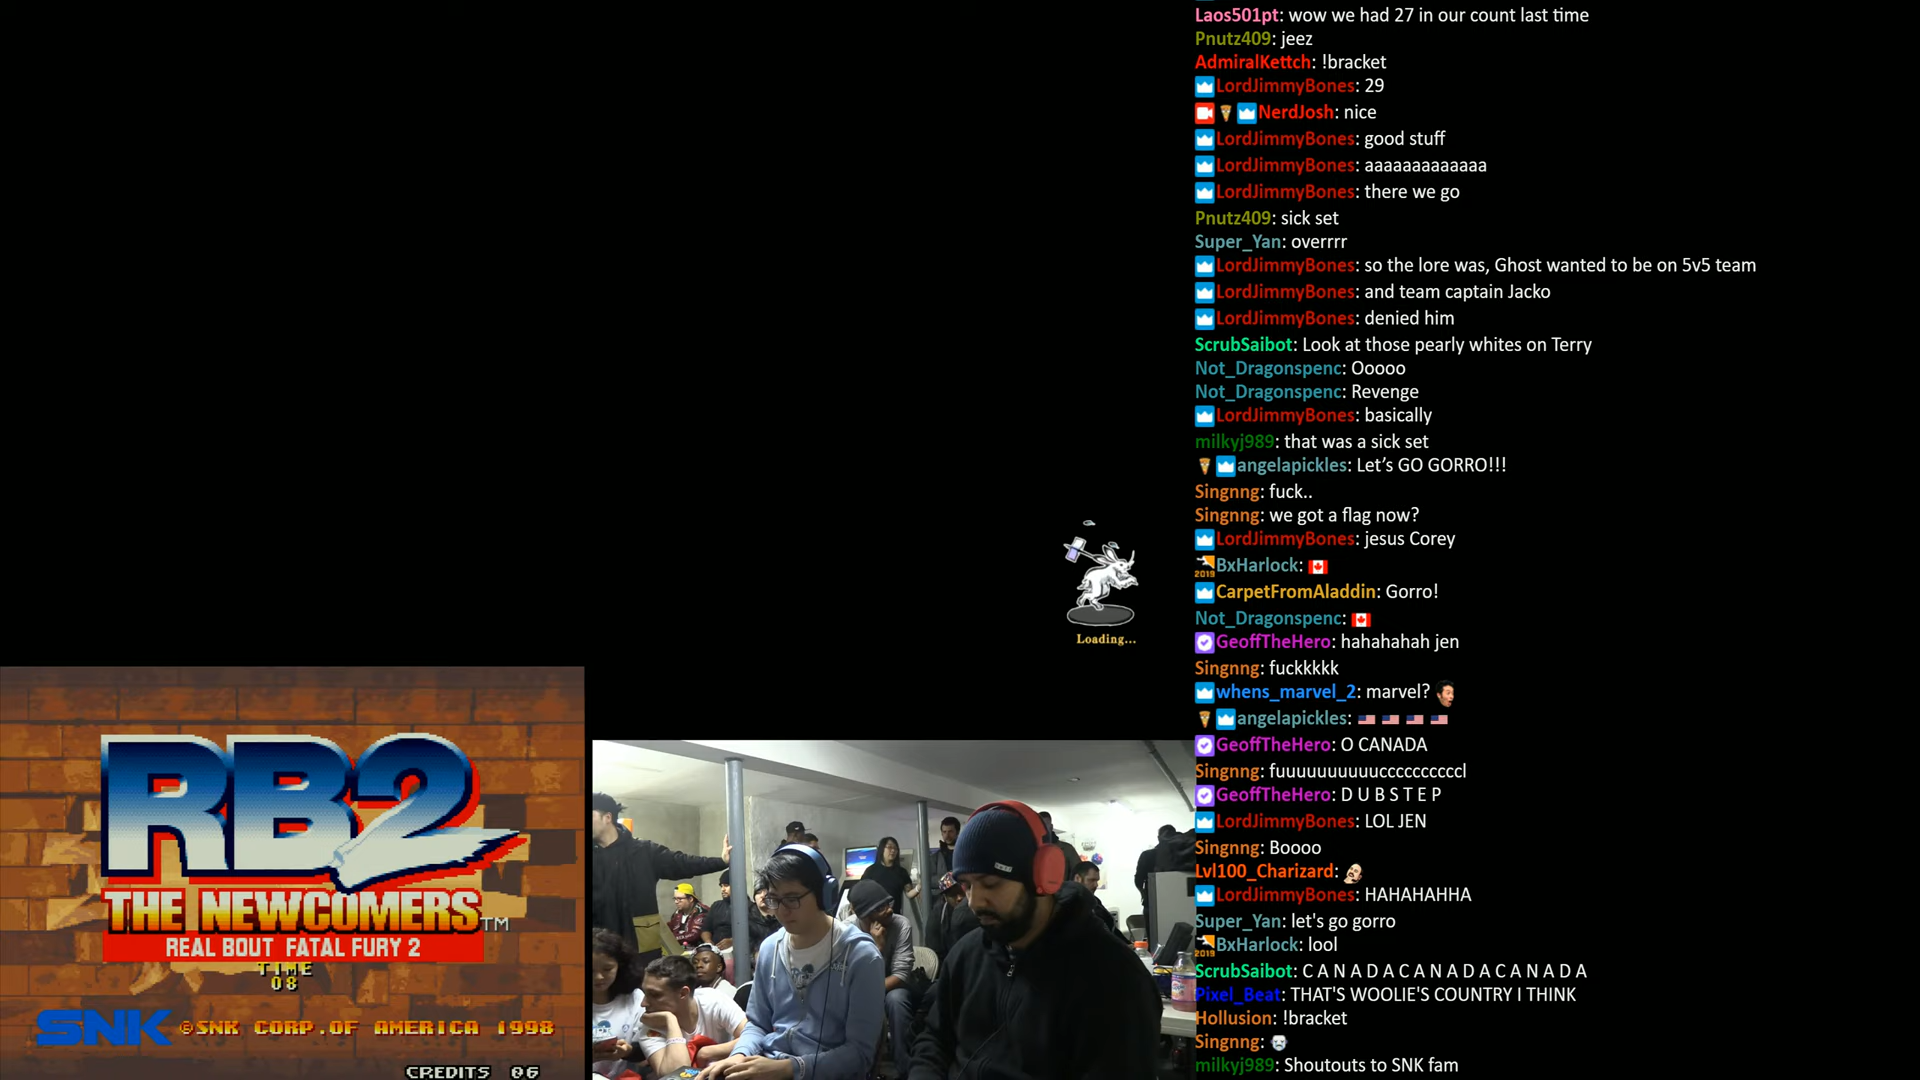 Laos501pt: wow we had 27 in our count last time
Pnutz409: jeez
AdmiralKettch: !bracket
LordJimmyBones: 29
NerdJosh: nice
LordJimmyBones: good stuff
LordJimmyBones: aaaaaaaaaaaaa
LordJimmyBones: there we go
Pnutz409: sick set
Super_Yan: overrrr
LordJimmyBones: so the lore was, Ghost wanted to be on 5v5 team
LordJimmyBones: and team captain Jacko
LordJimmyBones: denied him
ScrubSaibot: Look at those pearly whites on Terry
Not_Dragonspenc: Ooooo
Not_Dragonspenc: Revenge
LordJimmyBones: basically
milkyj989: that was a sick set
angelapickles: Let’s GO GORRO!!!
Singnng: fuck..
Singnng: we got a flag now?
LordJimmyBones: jesus Corey
2019 BxHarlock:
CarpetFromAladdin: Gorro!
Not_Dragonspenc:
GeoffTheHero: hahahahah jen
Singnng: fuckkkkk
whens_marvel_2: marvel?
angelapickles:
GeoffTheHero: O CANADA
Singnng: fuuuuuuuuuuccccccccccl
GeoffTheHero: D U B S T E P
LordJimmyBones: LOL JEN
Singnng: Boooo
Lvl100_Charizard:
LordJimmyBones: HAHAHAHHA
Super_Yan: let's go gorro
2019 BxHarlock: lool
ScrubSaibot: C A N A D A C A N A D A C A N A D A
Pixel_Beat: THAT'S WOOLIE'S COUNTRY I THINK
Hollusion: !bracket
Singnng:
milkyj989: Shoutouts to SNK fam
Loading...
RB2
THE NEWCOMERS™
REAL BOUT FATAL FURY 2
TIME
08
SNK ©SNK CORP.OF AMERICA 1998
CREDITS 06